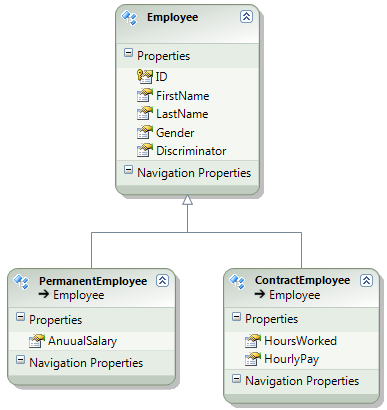 Employee
Properties
ID
FirstName
LastName
Gender
Discriminator
Navigation Properties
PermanentEmployee
➔ Employee
Properties
AnuualSalary
Navigation Properties
ContractEmployee
➔ Employee
Properties
HoursWorked
HourlyPay
Navigation Properties